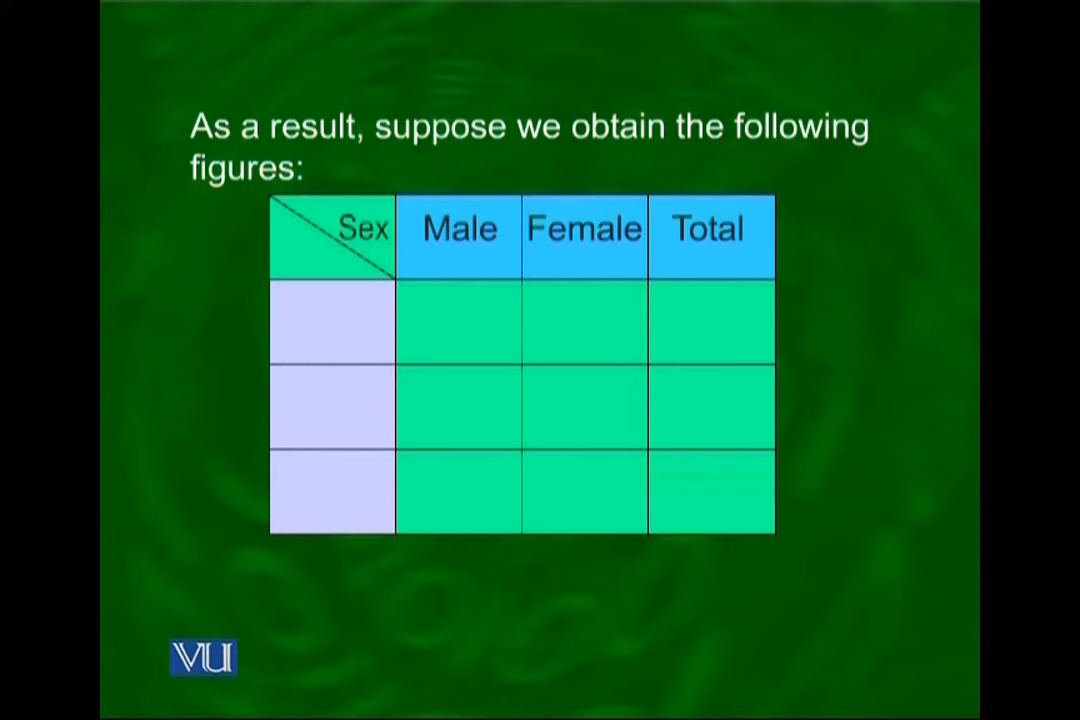 As a result, suppose we obtain the following
figures:
Sex Male Female Total
VU